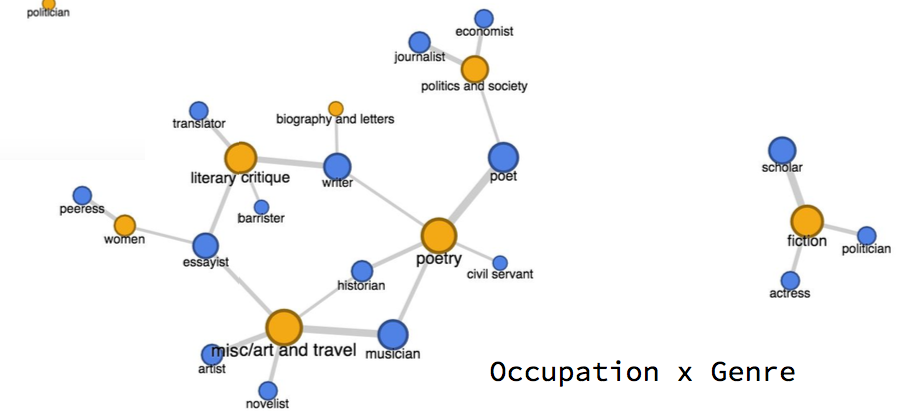 politician
economist
journalist
politics and society
biography and letters
translator
literary critique
writer
poet
scholar
peeress
barrister
women
essayist
poetry
fiction
politician
civil servant
historian
actress
misc/art and travel
musician
artist
Occupation x Genre
novelist